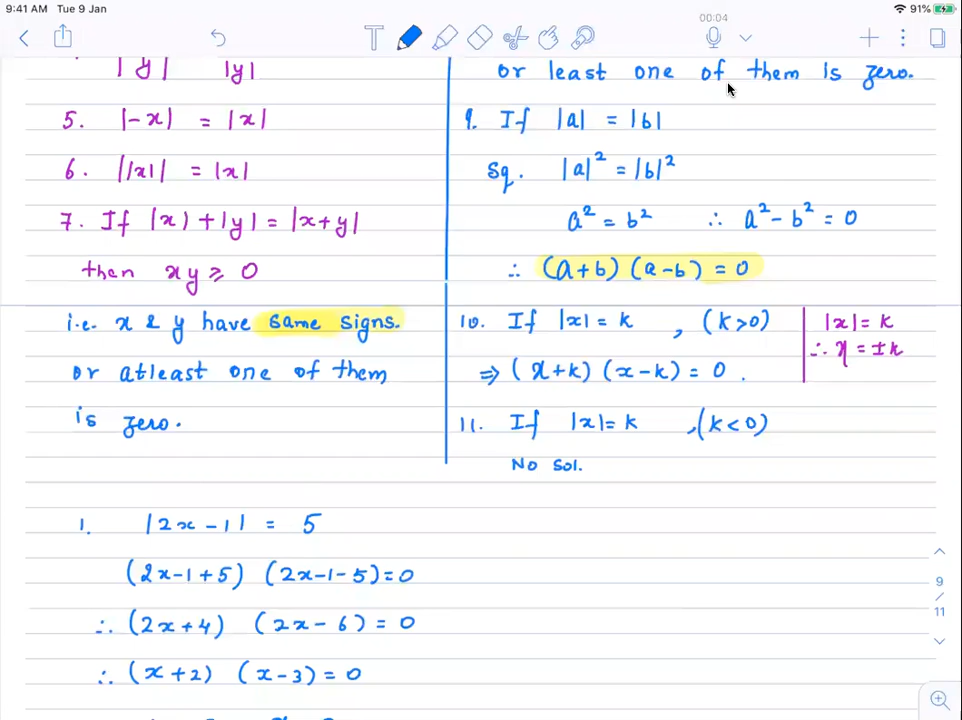 9:41 AM Tue 9 Jan
91%
00:04
|y| |y|
5. |-x| = |x|
6. ||x|| = |x|
7. If |x| + |y| = |x+y|
then xy ≥ 0
i.e. x & y have same signs.
or atleast one of them
is zero.
or least one of them is zero.
9. If |a| = |b|
Sq. |a|² = |b|²
a² = b² ∴ a² - b² = 0
∴ (a+b) (a-b) = 0
10. If |x| = k , (k>0)
⇒ (x+k) (x-k) = 0 .
|x| = k
∴ x = ±k
11. If |x| = k ,(k<0)
No Sol.
1. |2x-1| = 5
(2x-1+5) (2x-1-5)=0
∴ (2x+4) (2x-6) = 0
∴ (x+2) (x-3) = 0
9
/
11